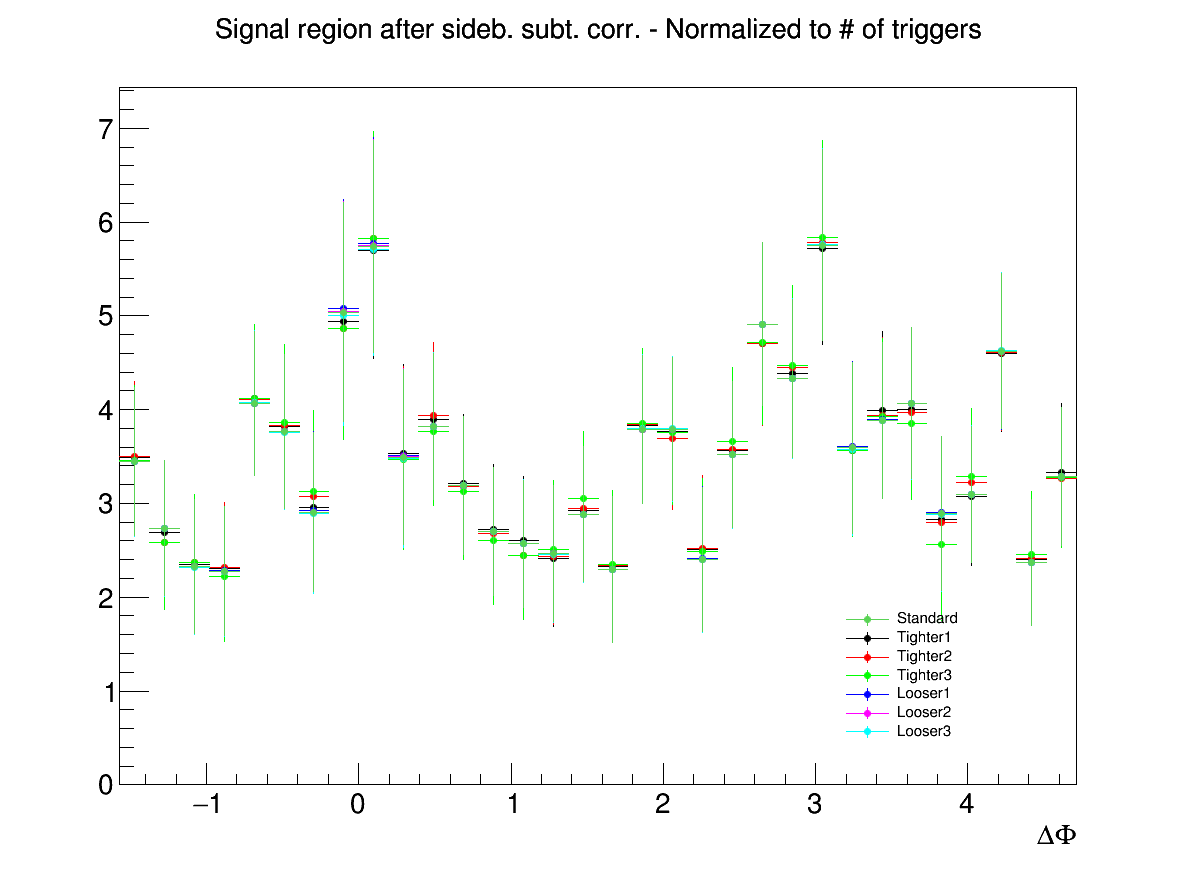 Signal region after sideb. subt. corr. - Normalized to # of triggers
7
6
5
4
3
2
1
0
−1 0 1 2 3 4
ΔΦ
Standard
Tighter1
Tighter2
Tighter3
Looser1
Looser2
Looser3